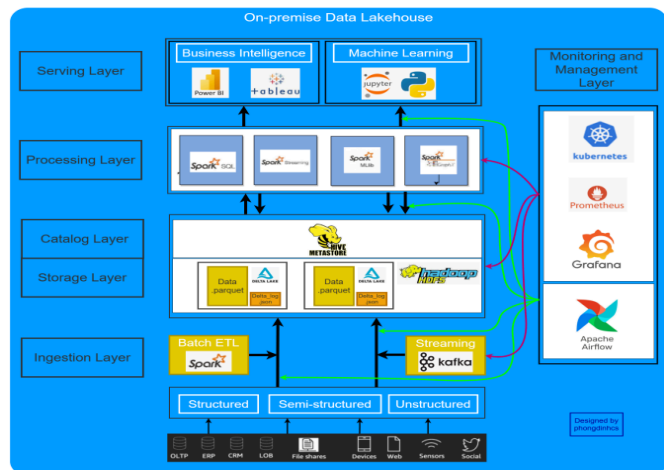 On-premise Data Lakehouse
Serving Layer
Business Intelligence
Machine Learning
Power BI
+ableau
jupyter
python
Monitoring and
Management
Layer
Processing Layer
Spark SQL
Spark Streaming
Spark MLlib
Spark
kubernetes
Prometheus
Grafana
Apache
Airflow
Catalog Layer
HIVE
METASTORE
Storage Layer
Data
.parquet
DELTA LAKE
Delta_log
.json
Data
.parquet
DELTA LAKE
Delta_log
.json
hadoop
HDFS
Ingestion Layer
Batch ETL
Spark
Streaming
kafka
Structured
Semi-structured
Unstructured
OLTP
ERP
CRM
LOB
File shares
Devices
Web
Sensors
Social
Designed by
phongdinhcs